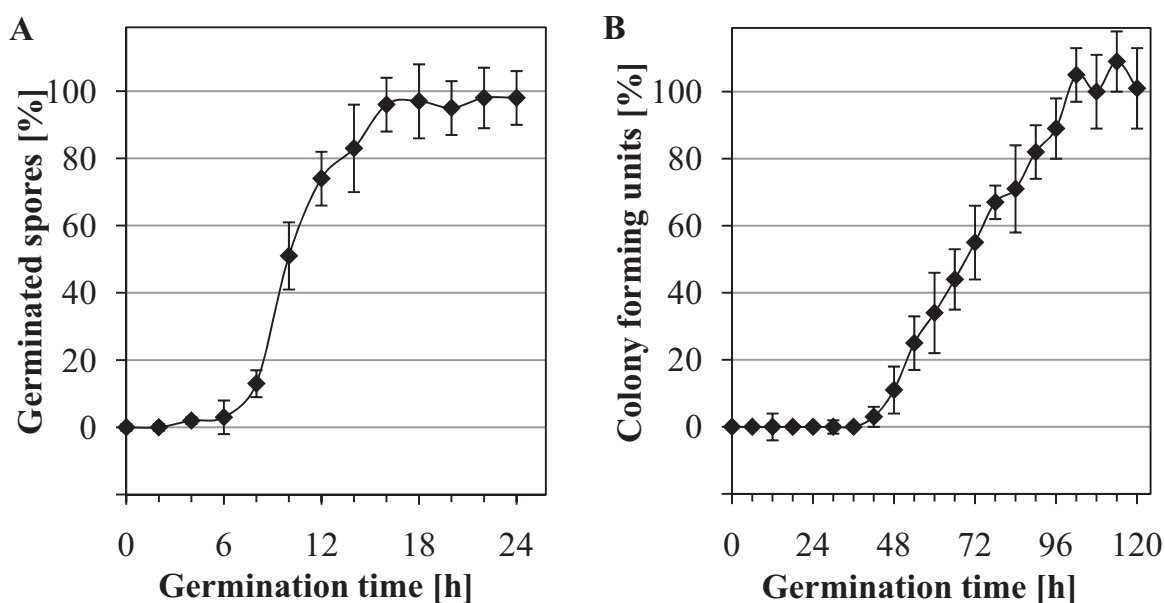 A
Germinated spores [%]
100
80
60
40
20
0
0 6 12 18 24
Germination time [h]
B
Colony forming units [%]
100
80
60
40
20
0
0 24 48 72 96 120
Germination time [h]